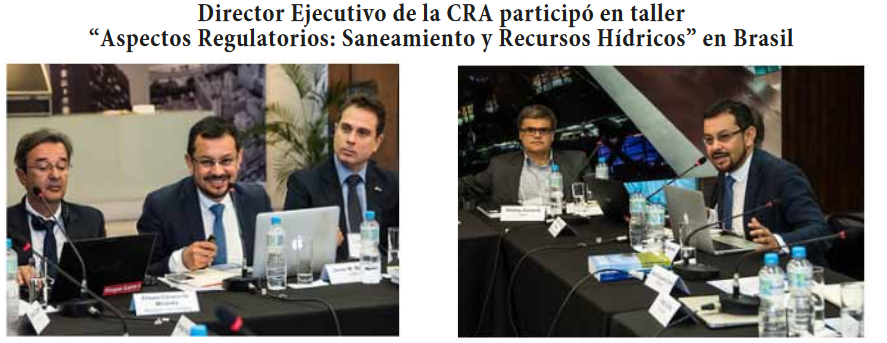 Director Ejecutivo de la CRA participó en taller
“Aspectos Regulatorios: Saneamiento y Recursos Hídricos” en Brasil